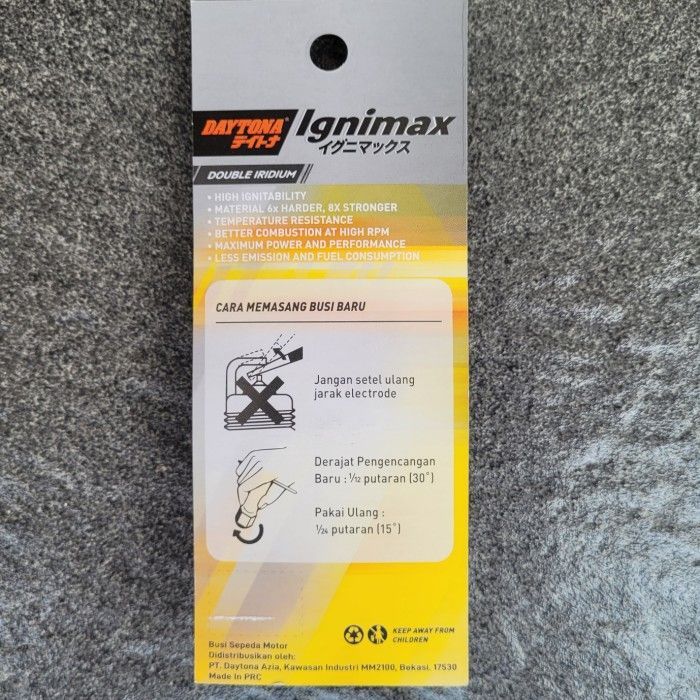 DAYTONA
デイトナ
Ignimax
イグニマックス
DOUBLE IRIDIUM
• HIGH IGNITABILITY
• MATERIAL 6x HARDER, 8X STRONGER
• TEMPERATURE RESISTANCE
• BETTER COMBUSTION AT HIGH RPM
• MAXIMUM POWER AND PERFORMANCE
• LESS EMISSION AND FUEL CONSUMPTION
CARA MEMASANG BUSI BARU
Jangan setel ulang
jarak electrode
Derajat Pengencangan
Baru : 1/12 putaran (30°)
Pakai Ulang :
1/24 putaran (15°)
KEEP AWAY FROM
CHILDREN
Busi Sepeda Motor
Didistribusikan oleh:
PT. Daytona Azia, Kawasan Industri MM2100, Bekasi, 17530
Made In PRC